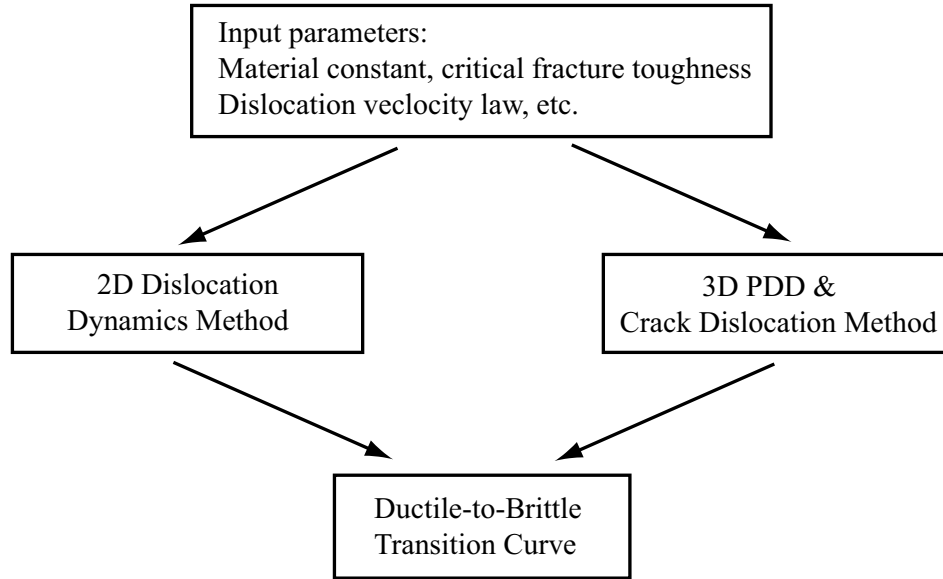 Input parameters:
Material constant, critical fracture toughness
Dislocation veclocity law, etc.
2D Dislocation
Dynamics Method
3D PDD &
Crack Dislocation Method
Ductile-to-Brittle
Transition Curve